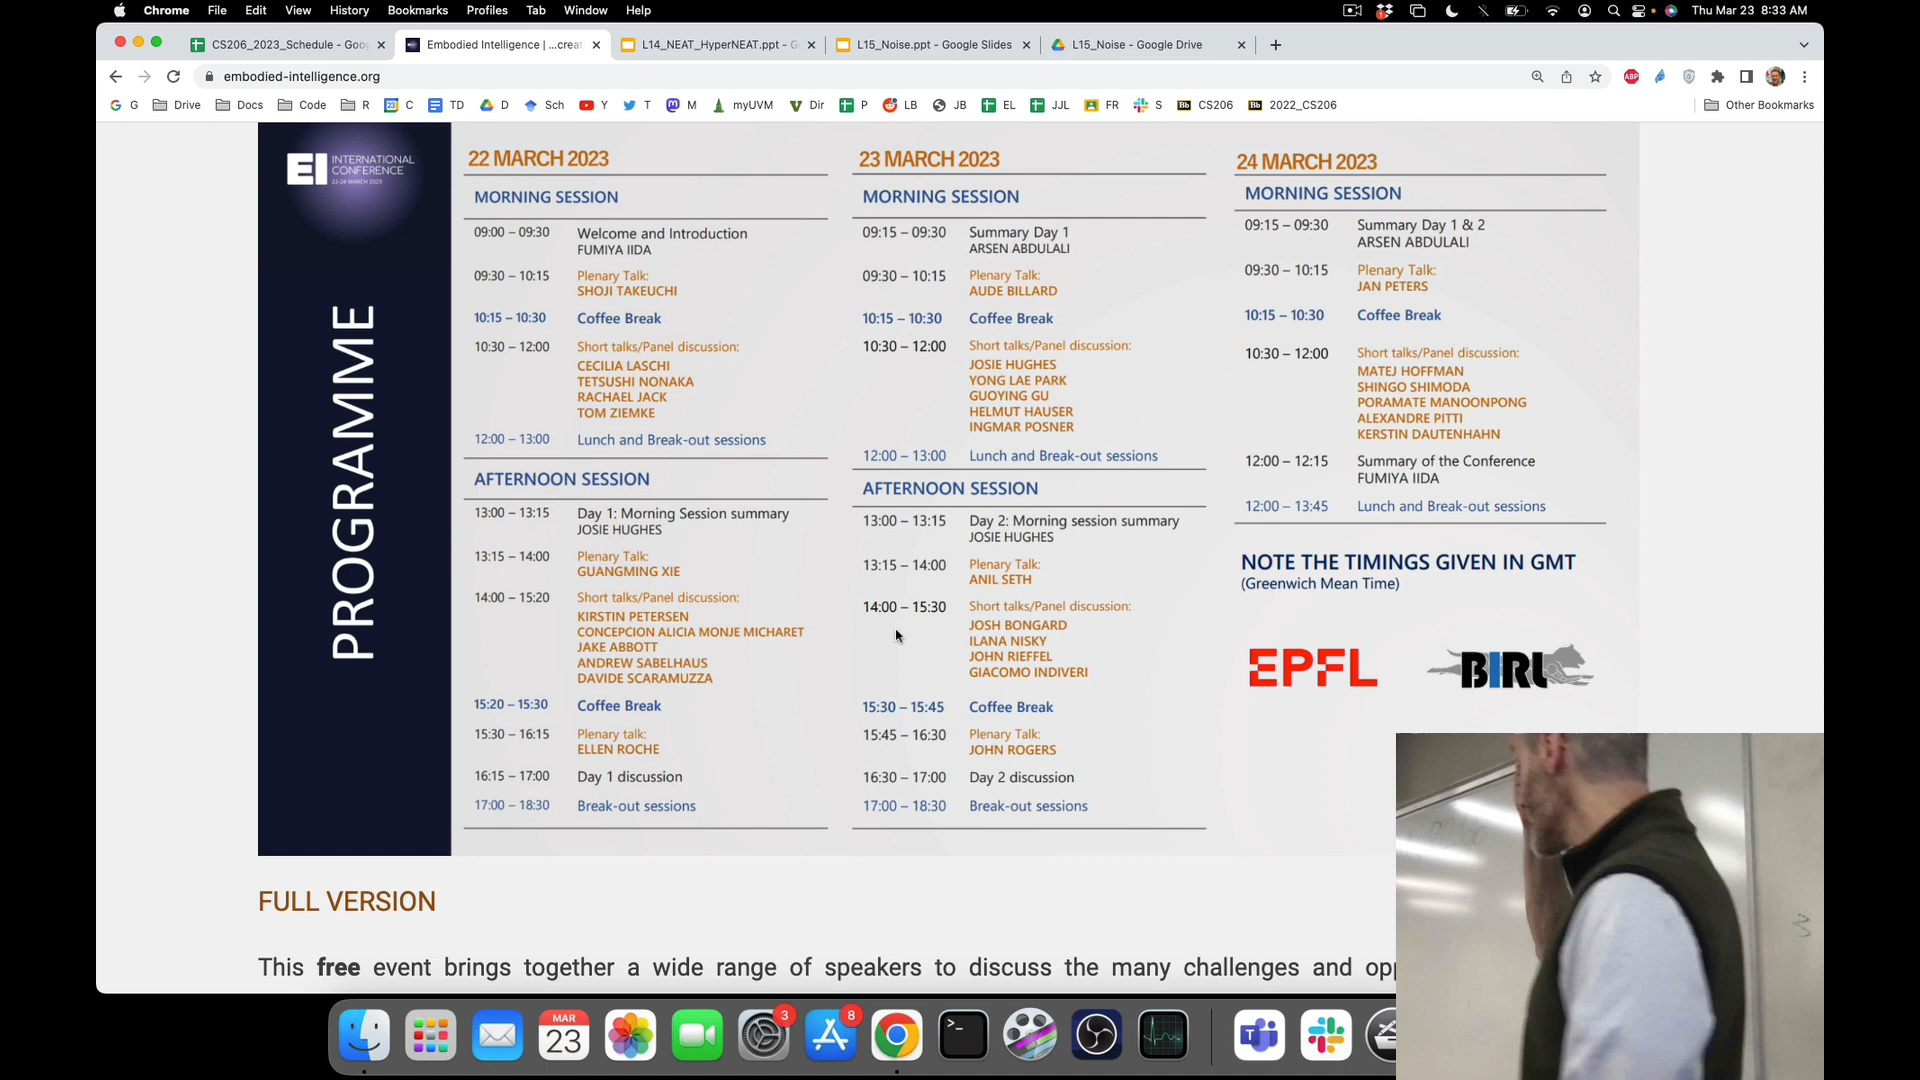 Chrome File Edit View History Bookmarks Profiles Tab Window Help Thu Mar 23 8:33 AM
CS206_2023_Schedule - Goog Embodied Intelligence | ...creat L14_NEAT_HyperNEAT.ppt - G L15_Noise.ppt - Google Slides L15_Noise - Google Drive
embodied-intelligence.org
G Drive Docs Code R C TD D Sch Y T M myUVM Dir P LB JB EL JJL FR S CS206 2022_CS206 Other Bookmarks
EI INTERNATIONAL
CONFERENCE
22-24 MARCH 2023
PROGRAMME
22 MARCH 2023
MORNING SESSION
09:00 – 09:30 Welcome and Introduction
FUMIYA IIDA
09:30 – 10:15 Plenary Talk:
SHOJI TAKEUCHI
10:15 – 10:30 Coffee Break
10:30 – 12:00 Short talks/Panel discussion:
CECILIA LASCHI
TETSUSHI NONAKA
RACHAEL JACK
TOM ZIEMKE
12:00 – 13:00 Lunch and Break-out sessions
AFTERNOON SESSION
13:00 – 13:15 Day 1: Morning Session summary
JOSIE HUGHES
13:15 – 14:00 Plenary Talk:
GUANGMING XIE
14:00 – 15:20 Short talks/Panel discussion:
KIRSTIN PETERSEN
CONCEPCION ALICIA MONJE MICHARET
JAKE ABBOTT
ANDREW SABELHAUS
DAVIDE SCARAMUZZA
15:20 – 15:30 Coffee Break
15:30 – 16:15 Plenary talk:
ELLEN ROCHE
16:15 – 17:00 Day 1 discussion
17:00 – 18:30 Break-out sessions
23 MARCH 2023
MORNING SESSION
09:15 – 09:30 Summary Day 1
ARSEN ABDULALI
09:30 – 10:15 Plenary Talk:
AUDE BILLARD
10:15 – 10:30 Coffee Break
10:30 – 12:00 Short talks/Panel discussion:
JOSIE HUGHES
YONG LAE PARK
GUOYING GU
HELMUT HAUSER
INGMAR POSNER
12:00 – 13:00 Lunch and Break-out sessions
AFTERNOON SESSION
13:00 – 13:15 Day 2: Morning session summary
JOSIE HUGHES
13:15 – 14:00 Plenary Talk:
ANIL SETH
14:00 – 15:30 Short talks/Panel discussion:
JOSH BONGARD
ILANA NISKY
JOHN RIEFFEL
GIACOMO INDIVERI
15:30 – 15:45 Coffee Break
15:45 – 16:30 Plenary Talk:
JOHN ROGERS
16:30 – 17:00 Day 2 discussion
17:00 – 18:30 Break-out sessions
24 MARCH 2023
MORNING SESSION
09:15 – 09:30 Summary Day 1 & 2
ARSEN ABDULALI
09:30 – 10:15 Plenary Talk:
JAN PETERS
10:15 – 10:30 Coffee Break
10:30 – 12:00 Short talks/Panel discussion:
MATEJ HOFFMAN
SHINGO SHIMODA
PORAMATE MANOONPONG
ALEXANDRE PITTI
KERSTIN DAUTENHAHN
12:00 – 12:15 Summary of the Conference
FUMIYA IIDA
12:00 – 13:45 Lunch and Break-out sessions
NOTE THE TIMINGS GIVEN IN GMT
(Greenwich Mean Time)
EPFL BIRL
FULL VERSION
This free event brings together a wide range of speakers to discuss the many challenges and opp
MAR
23
3
8